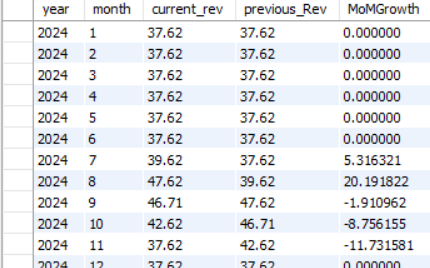 year month current_rev previous_Rev MoMGrowth
2024 1 37.62 37.62 0.000000
2024 2 37.62 37.62 0.000000
2024 3 37.62 37.62 0.000000
2024 4 37.62 37.62 0.000000
2024 5 37.62 37.62 0.000000
2024 6 37.62 37.62 0.000000
2024 7 39.62 37.62 5.316321
2024 8 47.62 39.62 20.191822
2024 9 46.71 47.62 -1.910962
2024 10 42.62 46.71 -8.756155
2024 11 37.62 42.62 -11.731581
2024 12 37.62 37.62 0.000000